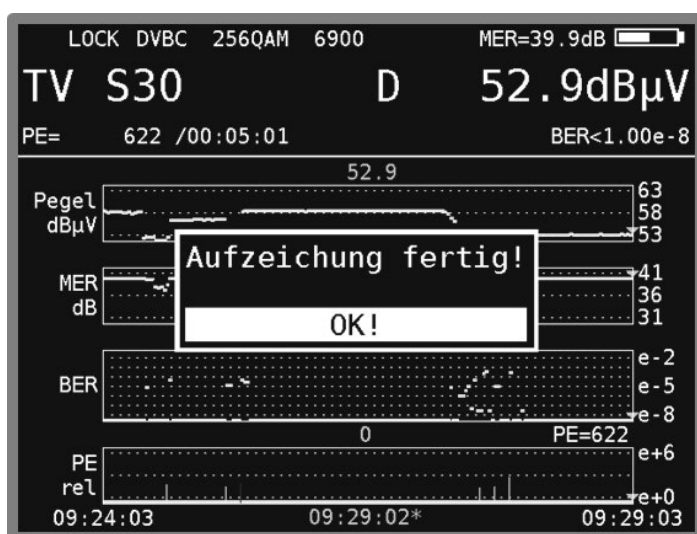 LOCK DVBC 256QAM 6900 MER=39.9dB
TV S30 D 52.9dBµV
PE= 622 /00:05:01 BER<1.00e-8
52.9
Pegel
dBµV
63
58
53
Aufzeichung fertig!
OK!
MER
dB
41
36
31
BER
e-2
e-5
e-8
0 PE=622
PE
rel
e+6
e+0
09:24:03 09:29:02* 09:29:03